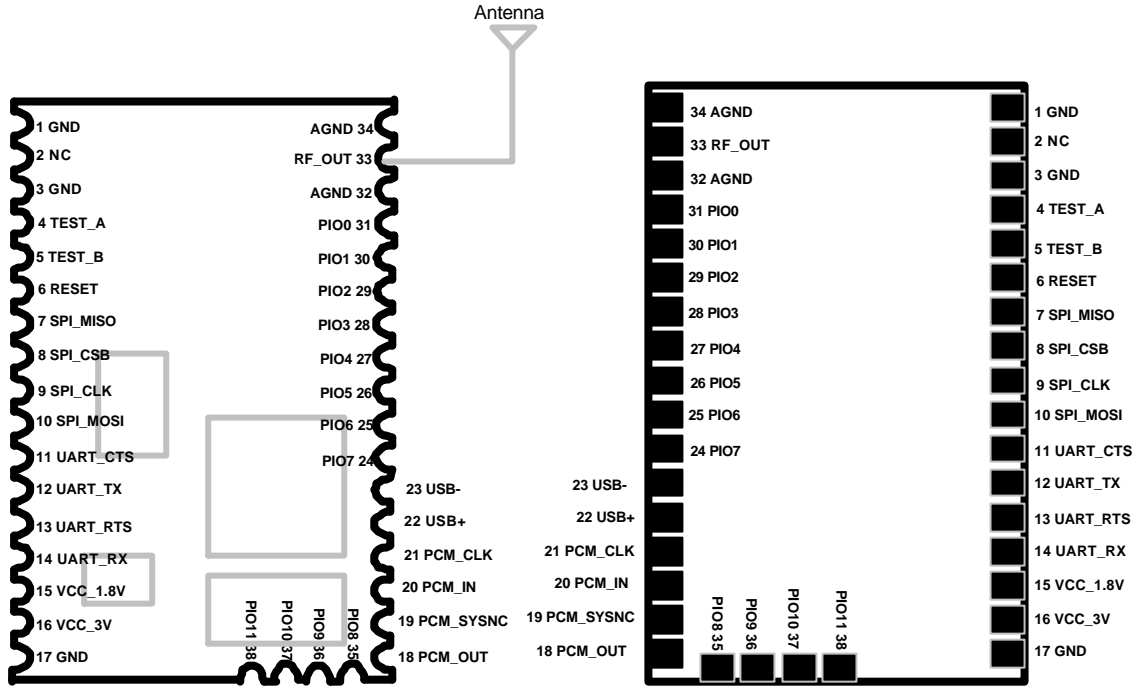 Antenna
1 GND
2 NC
3 GND
4 TEST_A
5 TEST_B
6 RESET
7 SPI_MISO
8 SPI_CSB
9 SPI_CLK
10 SPI_MOSI
11 UART_CTS
12 UART_TX
13 UART_RTS
14 UART_RX
15 VCC_1.8V
16 VCC_3V
17 GND
AGND 34
RF_OUT 33
AGND 32
PIO0 31
PIO1 30
PIO2 29
PIO3 28
PIO4 27
PIO5 26
PIO6 25
PIO7 24
23 USB-
22 USB+
21 PCM_CLK
20 PCM_IN
19 PCM_SYSNC
18 PCM_OUT
PIO11 38
PIO10 37
PIO9 36
PIO8 35
34 AGND
33 RF_OUT
32 AGND
31 PIO0
30 PIO1
29 PIO2
28 PIO3
27 PIO4
26 PIO5
25 PIO6
24 PIO7
23 USB-
22 USB+
21 PCM_CLK
20 PCM_IN
19 PCM_SYSNC
18 PCM_OUT
PIO8 35
PIO9 36
PIO10 37
PIO11 38
1 GND
2 NC
3 GND
4 TEST_A
5 TEST_B
6 RESET
7 SPI_MISO
8 SPI_CSB
9 SPI_CLK
10 SPI_MOSI
11 UART_CTS
12 UART_TX
13 UART_RTS
14 UART_RX
15 VCC_1.8V
16 VCC_3V
17 GND